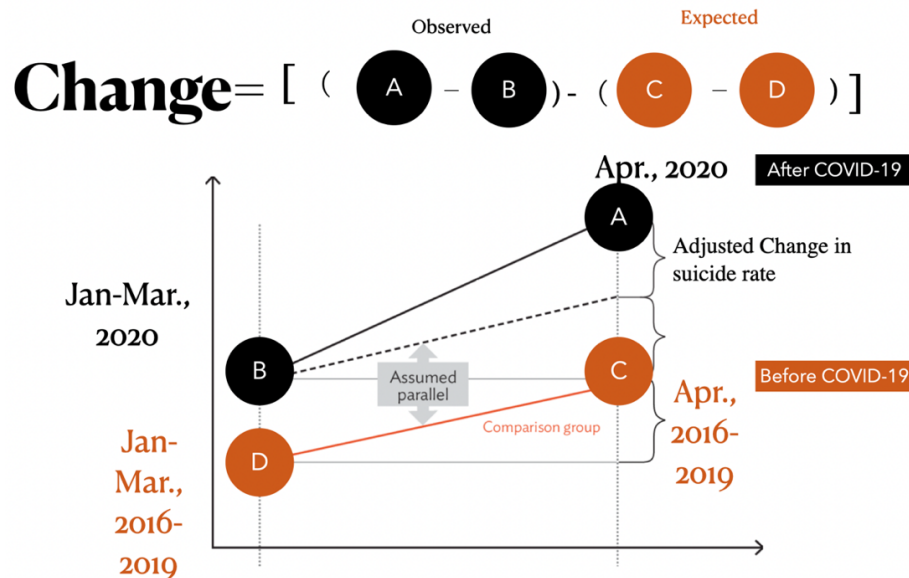 Observed
Expected
Change= [ ( A – B ) - ( C – D ) ]
Apr., 2020
After COVID-19
A
Adjusted Change in
suicide rate
Jan-Mar.,
2020
B
Assumed
parallel
C
Before COVID-19
Apr.,
2016-
2019
Comparison group
D
Jan-
Mar.,
2016-
2019